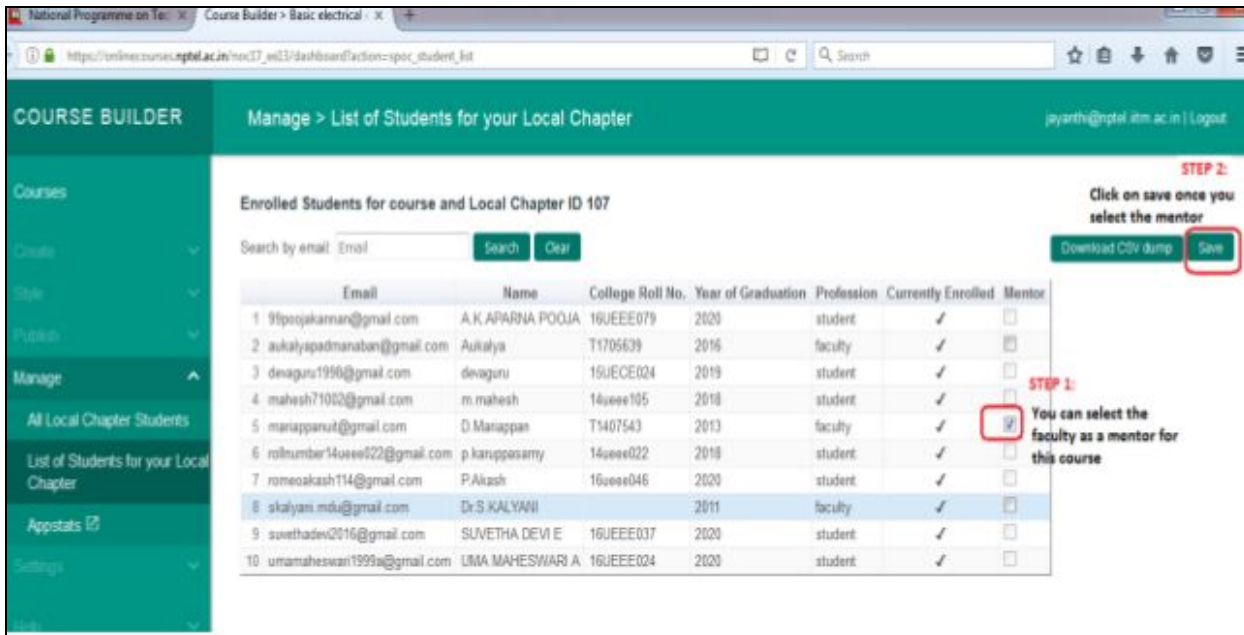 National Programme on Tec
Course Builder > Basic electrical
https://onlinecourses.nptel.ac.in/noc17_ee13/dashboard?action=spoc_student_list
Search
COURSE BUILDER
Manage > List of Students for your Local Chapter
jayanthi@nptel.iitm.ac.in | Logout
Courses
Create
Style
Publish
Manage
All Local Chapter Students
List of Students for your Local
Chapter
Appstats
Settings
Help
STEP 2:
Click on save once you
select the mentor
Enrolled Students for course and Local Chapter ID 107
Search by email: Email Search Clear
Download CSV dump Save
Email Name College Roll No. Year of Graduation Profession Currently Enrolled Mentor
1 99poojakannan@gmail.com A.K.APARNA POOJA 16UEEE079 2020 student ✓
2 aukalyapadmanaban@gmail.com Aukalya T1705639 2016 faculty ✓
3 devaguru1998@gmail.com devaguru 15UECE024 2019 student ✓
4 mahesh71002@gmail.com m.mahesh 14ueee105 2018 student ✓
5 mariappanuit@gmail.com D.Mariappan T1407543 2013 faculty ✓
6 rollnumber14ueee022@gmail.com p.karuppasamy 14ueee022 2018 student ✓
7 romeoakash114@gmail.com P.Akash 16ueee046 2020 student ✓
8 skalyani.mdu@gmail.com Dr.S.KALYANI 2011 faculty ✓
9 suvethadevi2016@gmail.com SUVETHA DEVI E 16UEEE037 2020 student ✓
10 umamaheswari1999a@gmail.com UMA MAHESWARI A 16UEEE024 2020 student ✓
STEP 1:
You can select the
faculty as a mentor for
this course